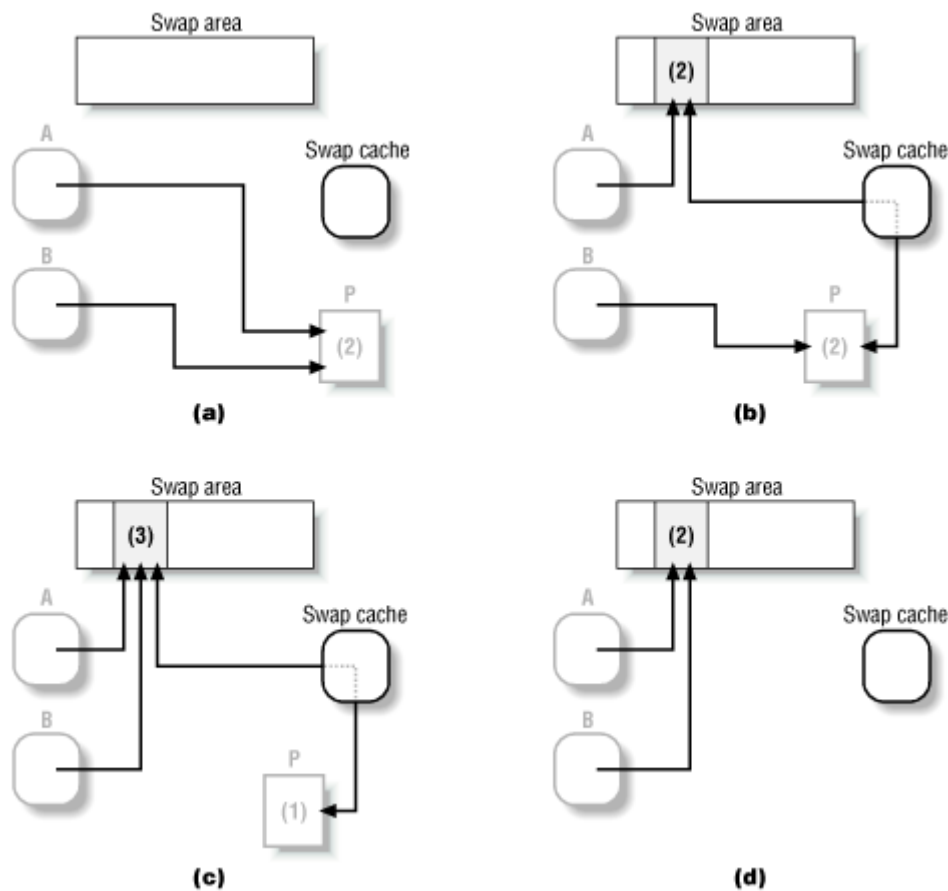 Swap area
A
Swap cache
B
P
(2)
(a)
Swap area
(2)
A
Swap cache
B
P
(2)
(b)
Swap area
(3)
A
Swap cache
B
P
(1)
(c)
Swap area
(2)
A
Swap cache
B
(d)